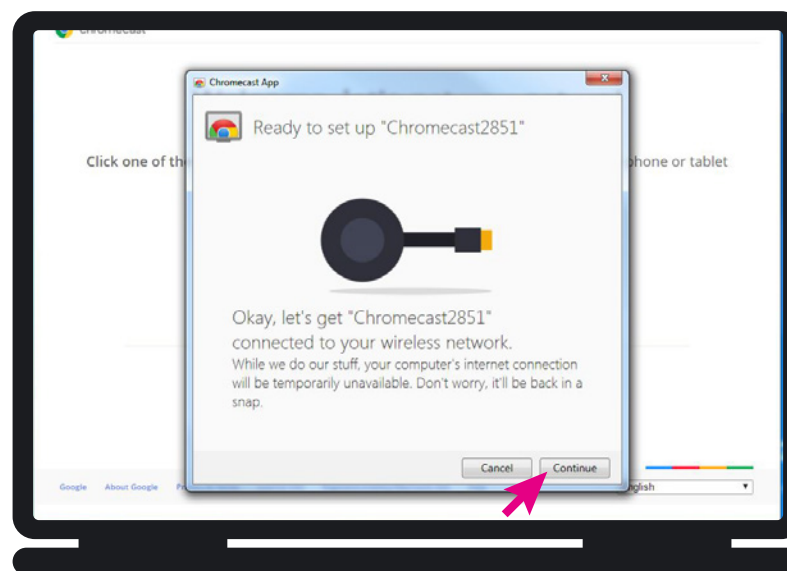 Chromecast App
Ready to set up "Chromecast2851"
Click one of the
phone or tablet
Okay, let's get "Chromecast2851"
connected to your wireless network.
While we do our stuff, your computer's internet connection
will be temporarily unavailable. Don't worry, it'll be back in a
snap.
Cancel
Continue
Google
About Google